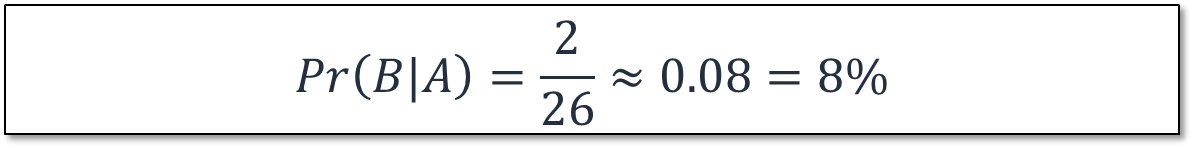 Pr(B|A) = 2/26 ≈ 0.08 = 8%